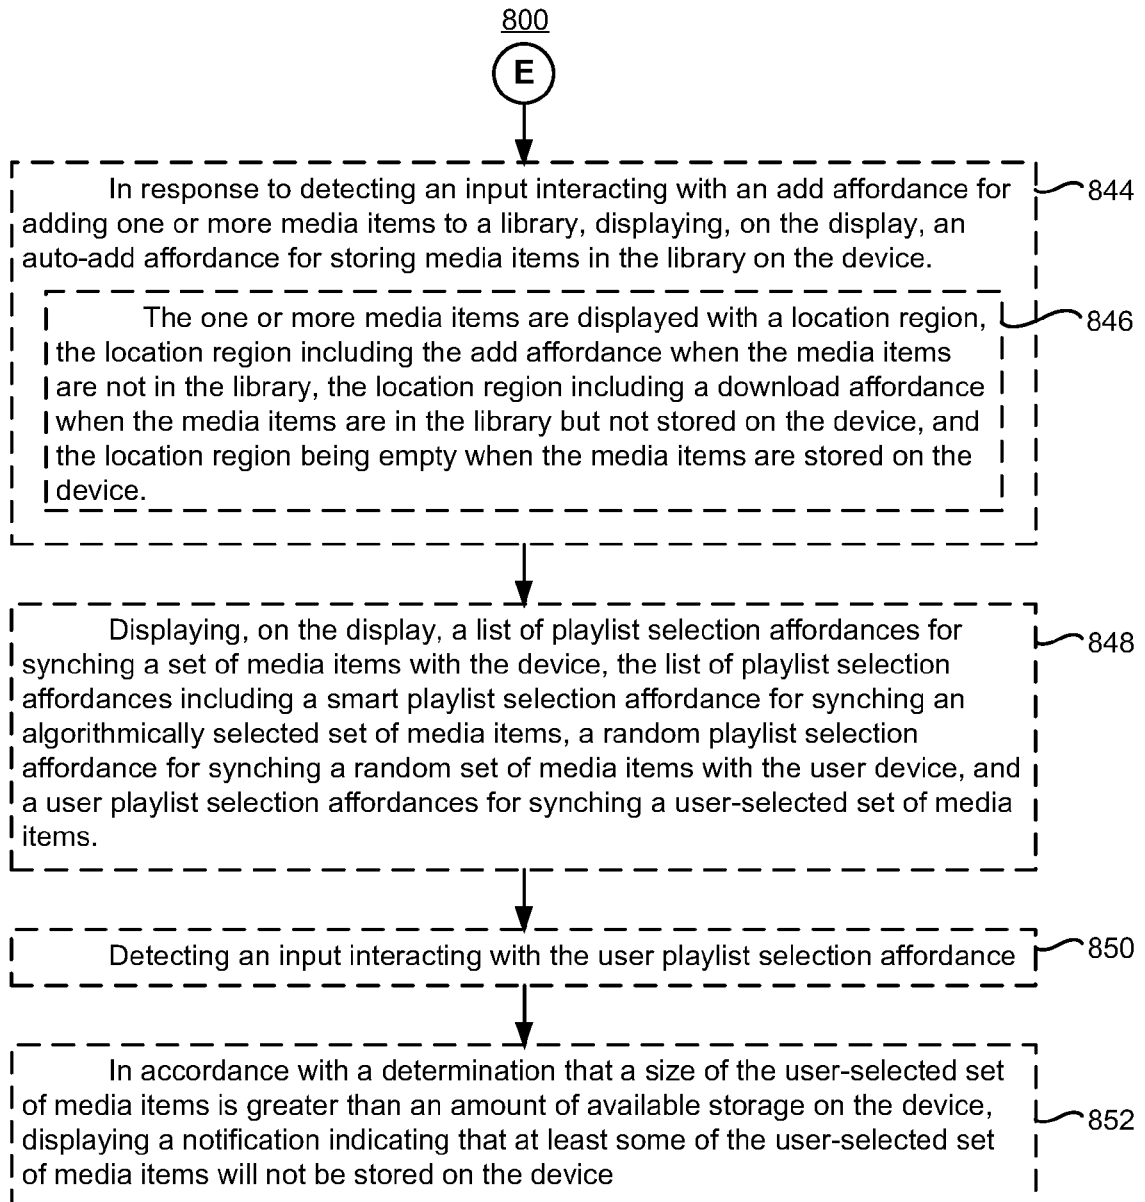 800
E
In response to detecting an input interacting with an add affordance for
adding one or more media items to a library, displaying, on the display, an
auto-add affordance for storing media items in the library on the device.
844
The one or more media items are displayed with a location region,
the location region including the add affordance when the media items
are not in the library, the location region including a download affordance
when the media items are in the library but not stored on the device, and
the location region being empty when the media items are stored on the
device.
846
Displaying, on the display, a list of playlist selection affordances for
synching a set of media items with the device, the list of playlist selection
affordances including a smart playlist selection affordance for synching an
algorithmically selected set of media items, a random playlist selection
affordance for synching a random set of media items with the user device, and
a user playlist selection affordances for synching a user-selected set of media
items.
848
Detecting an input interacting with the user playlist selection affordance
850
In accordance with a determination that a size of the user-selected set
of media items is greater than an amount of available storage on the device,
displaying a notification indicating that at least some of the user-selected set
of media items will not be stored on the device
852